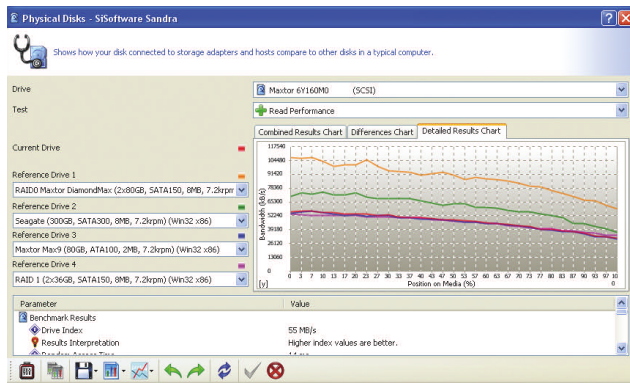 Physical Disks - SiSoftware Sandra
Shows how your disk connected to storage adapters and hosts compare to other disks in a typical computer.
Drive
Maxtor 6Y160M0 (SCSI)
Test
Read Performance
Combined Results Chart Differences Chart Detailed Results Chart
Current Drive
Reference Drive 1
RAID0 Maxtor DiamondMax (2x80GB, SATA150, 8MB, 7.2krpm
Reference Drive 2
Seagate (300GB, SATA300, 8MB, 7.2krpm) (Win32 x86)
Reference Drive 3
Maxtor Max9 (80GB, ATA100, 2MB, 7.2krpm) (Win32 x86)
Reference Drive 4
RAID 1 (2x36GB, SATA150, 8MB, 7.2krpm) (Win32 x86)
Bandwidth (kB/s)
117540
104480
91420
78360
65300
52240
39180
26120
13060
0
0 3 7 10 13 17 20 23 27 30 33 37 40 43 47 50 53 57 60 63 67 70 73 77 80 83 87 90 93 97 10
0
[y]
Position on Media (%)
Parameter Value
Benchmark Results
Drive Index 55 MB/s
Results Interpretation Higher index values are better.